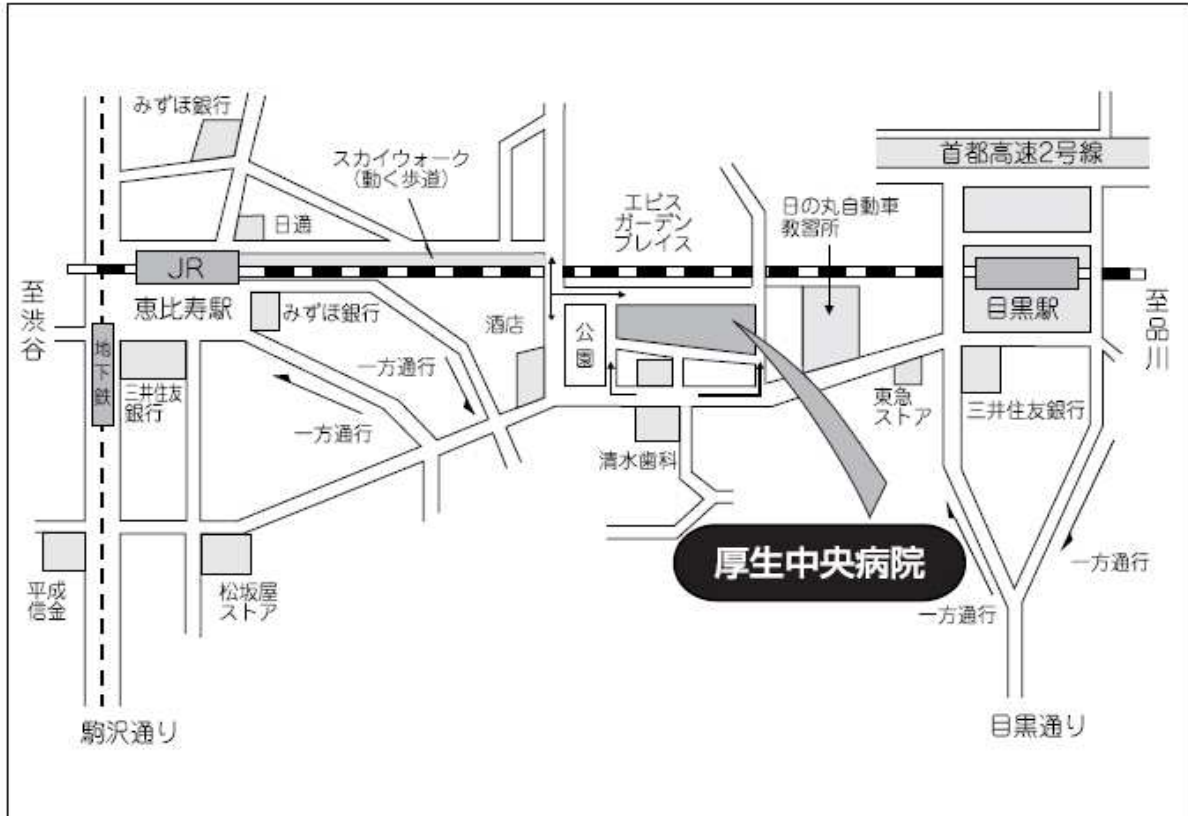 みずほ銀行
スカイウォーク
(動く歩道)
日通
エビス
ガーデン
プレイス
日の丸自動車
教習所
首都高速2号線
JR
恵比寿駅
至渋谷
みずほ銀行
酒店
公園
目黒駅
至品川
地下鉄
三井住友
銀行
一方通行
一方通行
東急
ストア
三井住友銀行
清水歯科
厚生中央病院
平成
信金
松坂屋
ストア
一方通行
一方通行
駒沢通り
目黒通り